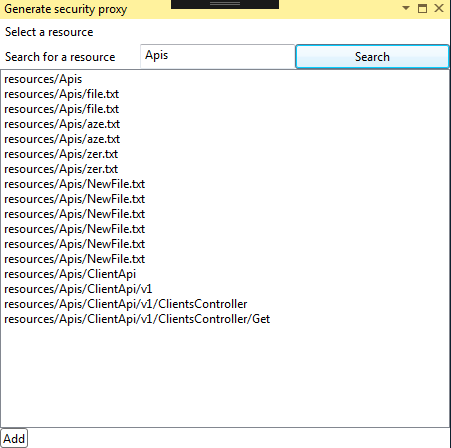 Generate security proxy
Select a resource
Search for a resource Apis Search
resources/Apis
resources/Apis/file.txt
resources/Apis/file.txt
resources/Apis/aze.txt
resources/Apis/aze.txt
resources/Apis/zer.txt
resources/Apis/zer.txt
resources/Apis/NewFile.txt
resources/Apis/NewFile.txt
resources/Apis/NewFile.txt
resources/Apis/NewFile.txt
resources/Apis/NewFile.txt
resources/Apis/NewFile.txt
resources/Apis/ClientApi
resources/Apis/ClientApi/v1
resources/Apis/ClientApi/v1/ClientsController
resources/Apis/ClientApi/v1/ClientsController/Get
Add